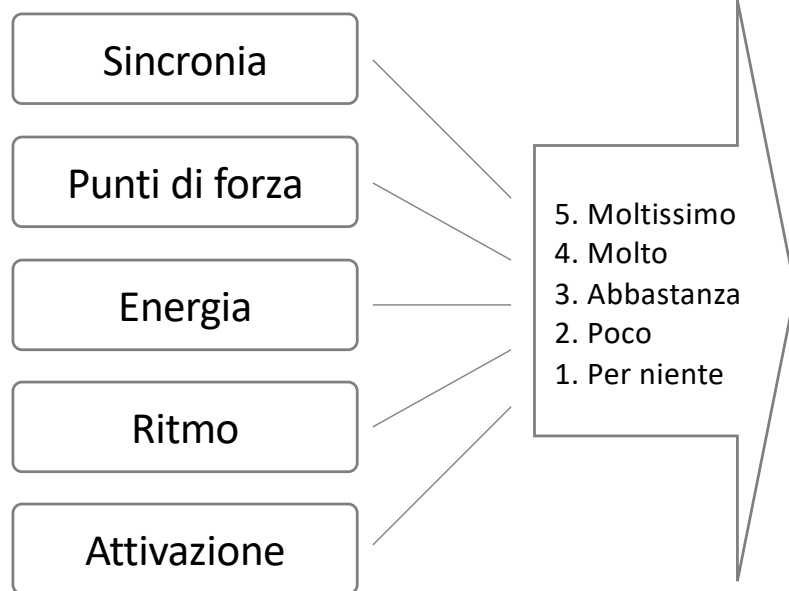 Sincronia
Punti di forza
Energia
Ritmo
Attivazione
5. Moltissimo
4. Molto
3. Abbastanza
2. Poco
1. Per niente